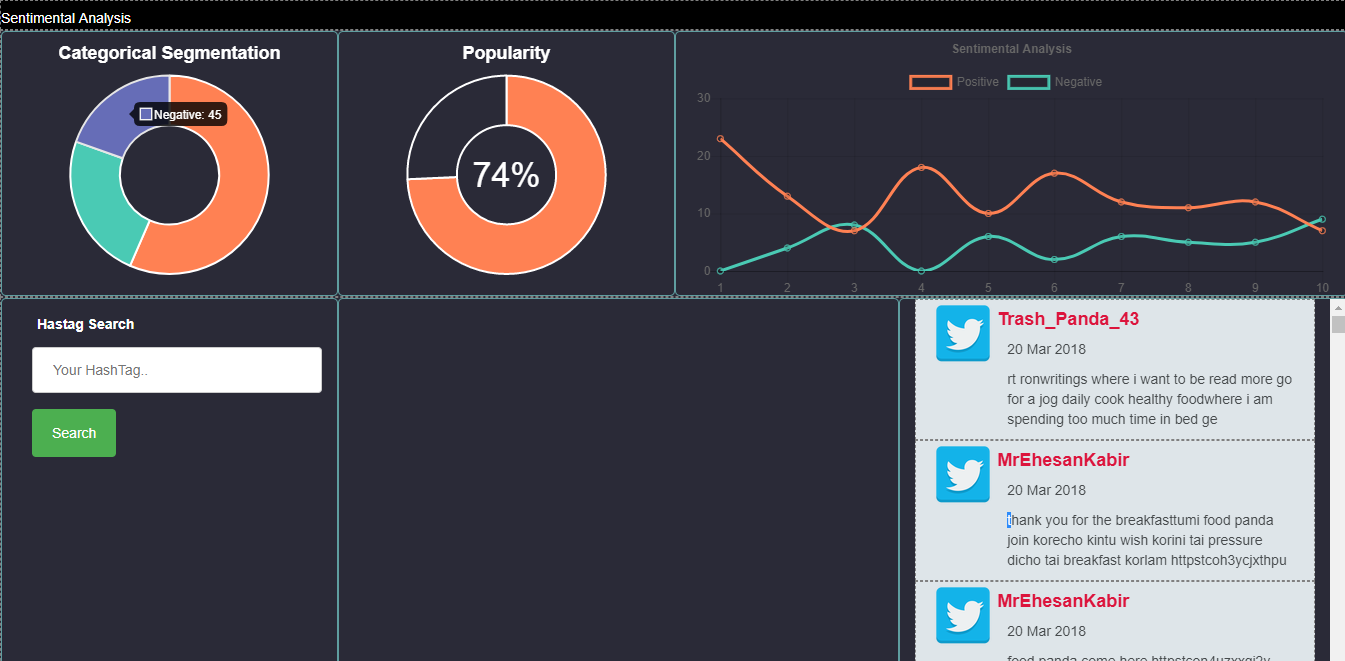 Sentimental Analysis
Categorical Segmentation
Negative: 45
Popularity
74%
Sentimental Analysis
Positive Negative
30
20
10
0
1 2 3 4 5 6 7 8 9 10
Hastag Search
Your HashTag..
Search
Trash_Panda_43
20 Mar 2018
rt ronwritings where i want to be read more go
for a jog daily cook healthy foodwhere i am
spending too much time in bed ge
MrEhesanKabir
20 Mar 2018
thank you for the breakfasttumi food panda
join korecho kintu wish korini tai pressure
dicho tai breakfast korlam httpstcoh3ycjxthpu
MrEhesanKabir
20 Mar 2018
food panda come here